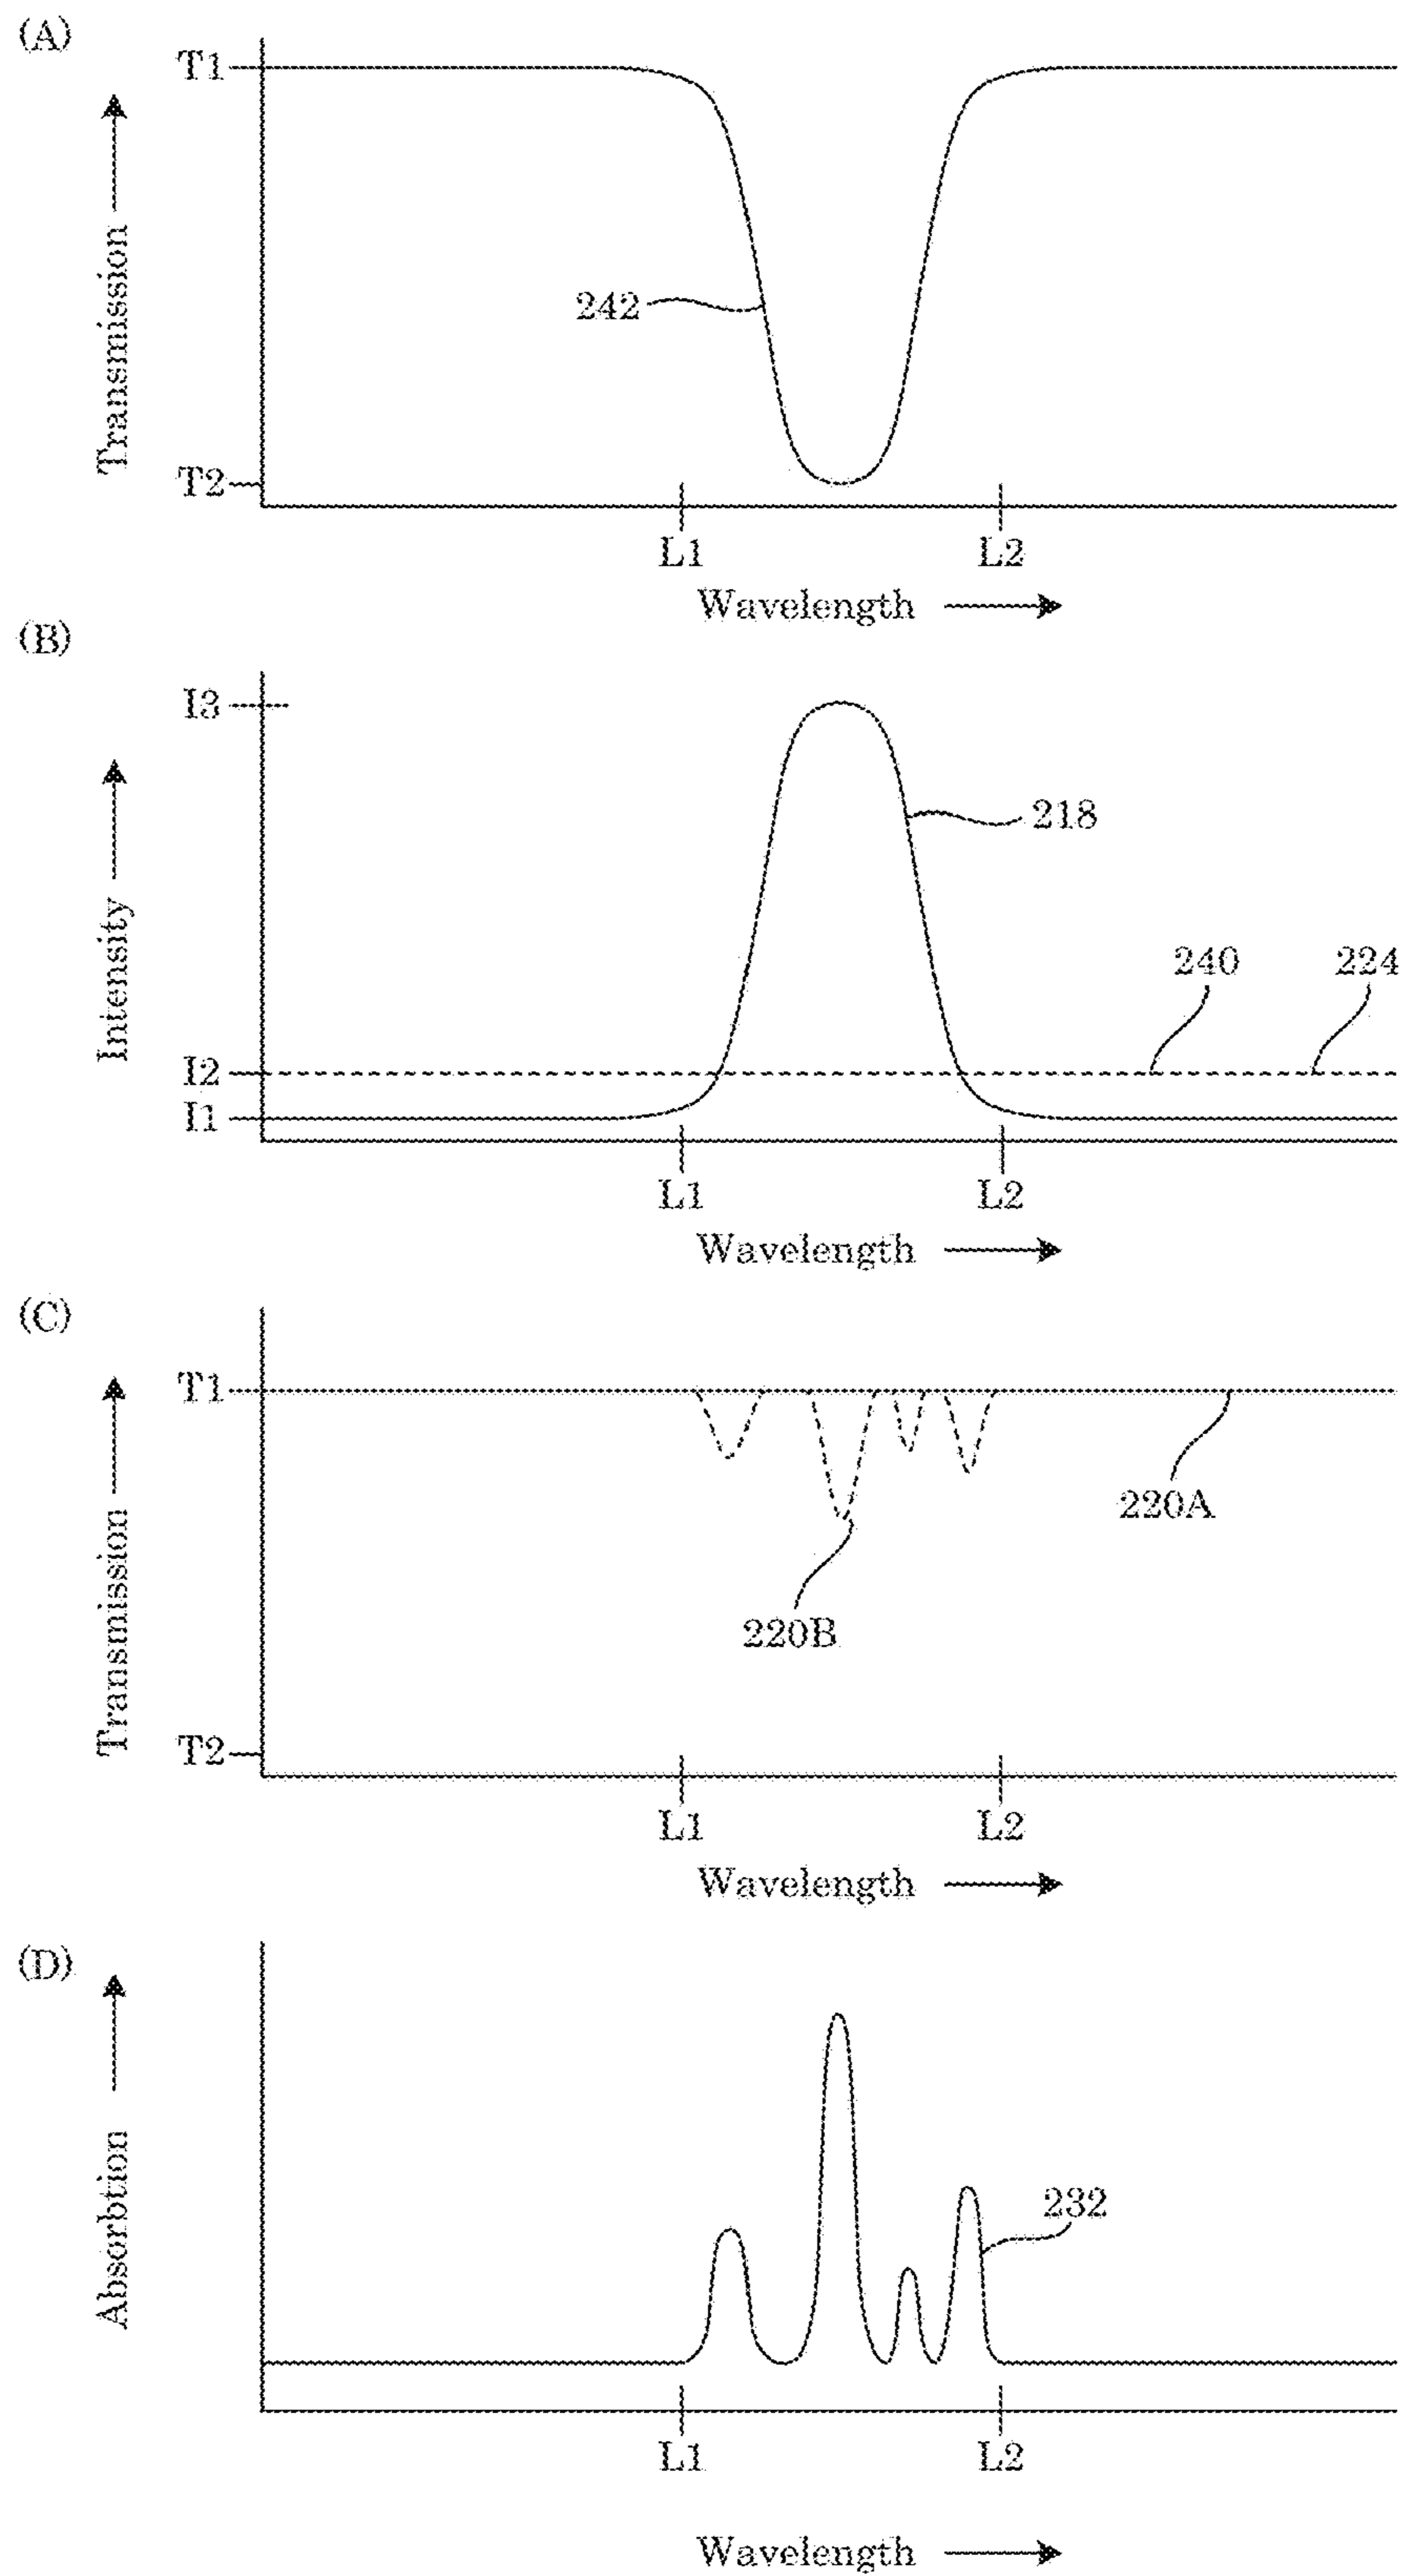 (A)
T1
Transmission
242
T2
L1
L2
Wavelength
(B)
I3
218
Intensity
240
224
I2
I1
L1
L2
Wavelength
(C)
T1
220A
Transmission
220B
T2
L1
L2
Wavelength
(D)
232
Absorbtion
L1
L2
Wavelength